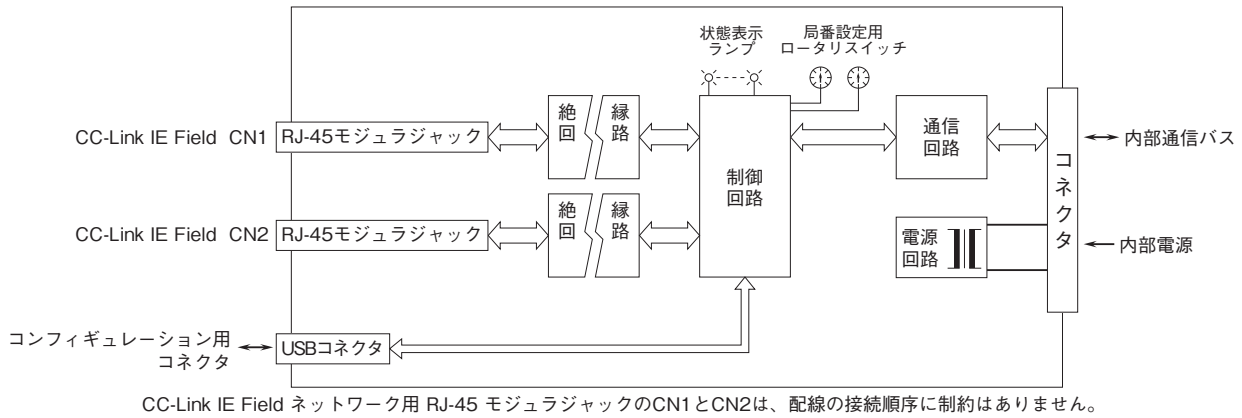 状態表示
ランプ
局番設定用
ロータリスイッチ
CC-Link IE Field CN1
RJ-45モジュラジャック
絶 縁
回 路
制御
回路
通信
回路
コネクタ
内部通信バス
CC-Link IE Field CN2
RJ-45モジュラジャック
絶 縁
回 路
電源
回路
内部電源
コンフィギュレーション用
コネクタ
USBコネクタ
CC-Link IE Field ネットワーク用 RJ-45 モジュラジャックのCN1とCN2は、配線の接続順序に制約はありません。